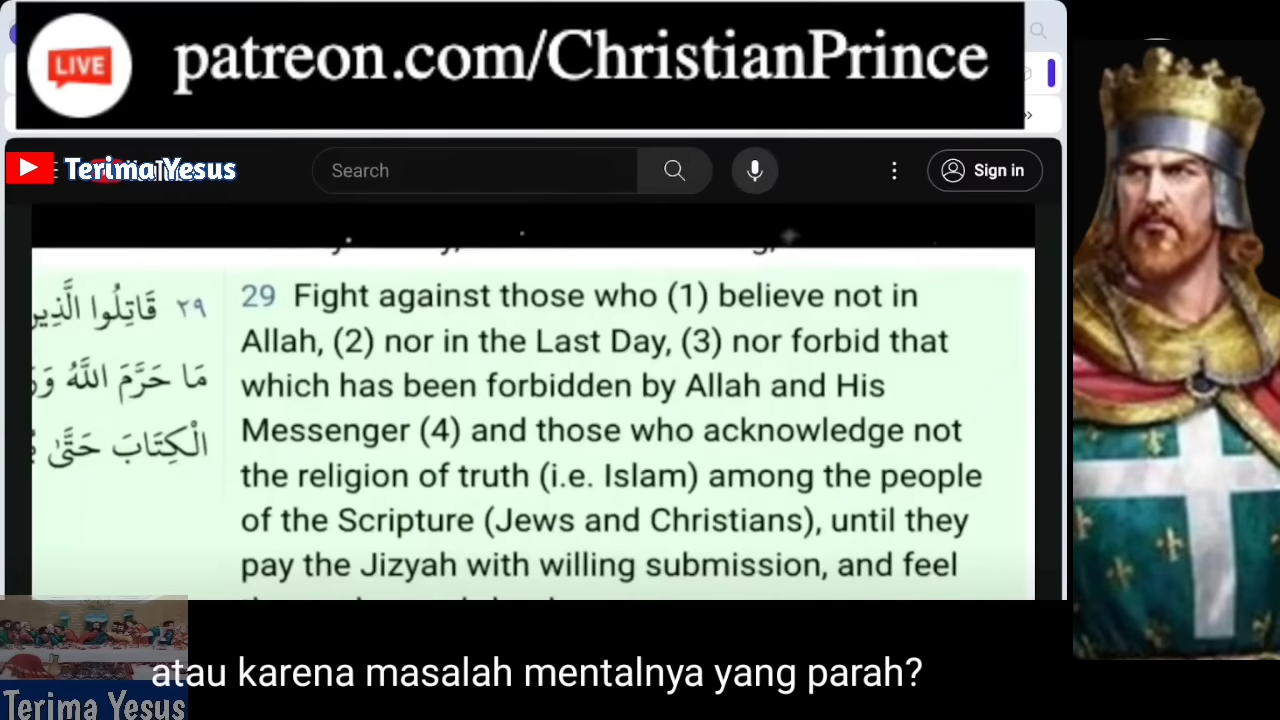 LIVE
patreon.com/ChristianPrince
»
Terima Yesus
Search
Sign in
29 Fight against those who (1) believe not in
Allah, (2) nor in the Last Day, (3) nor forbid that
which has been forbidden by Allah and His
Messenger (4) and those who acknowledge not
the religion of truth (i.e. Islam) among the people
of the Scripture (Jews and Christians), until they
pay the Jizyah with willing submission, and feel
٢٩ قَاتِلُوا الَّذِين
مَا حَرَّمَ اللَّهُ
الْكِتَابَ حَتَّىٰ
atau karena masalah mentalnya yang parah?
Terima Yesus